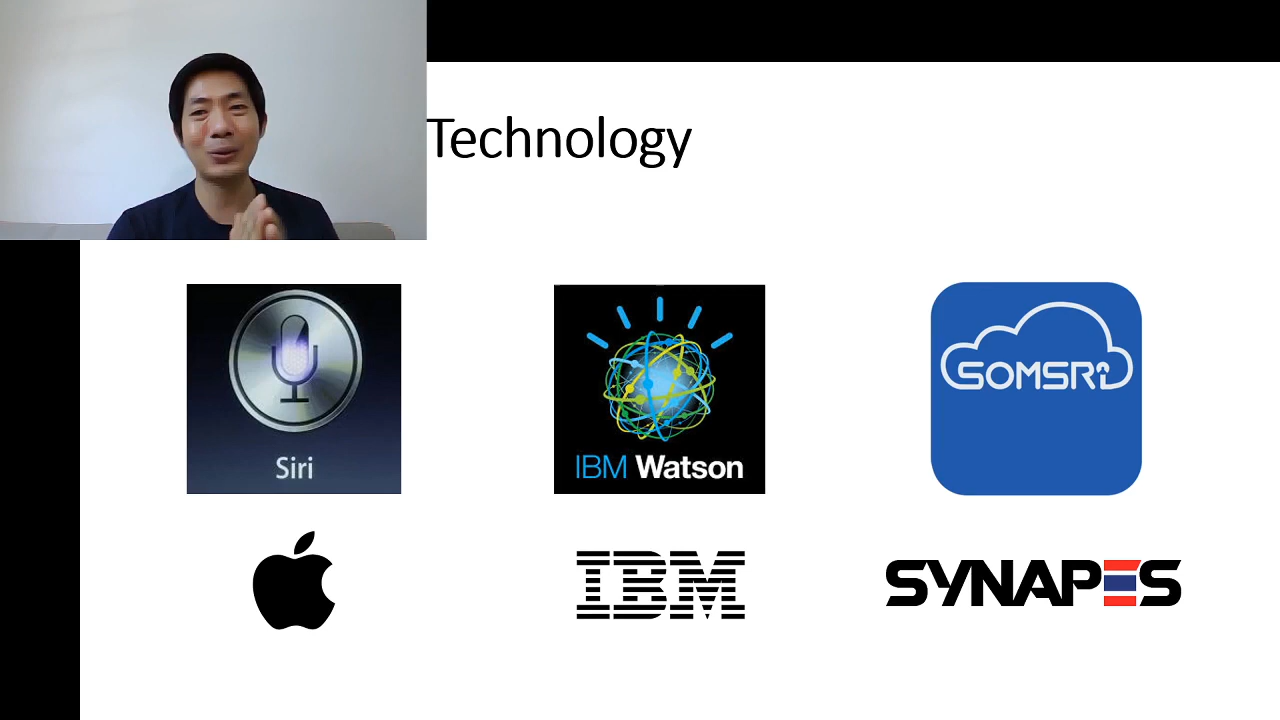 Technology
Siri
IBM Watson
SOMSRi
IBM
SYNAPES